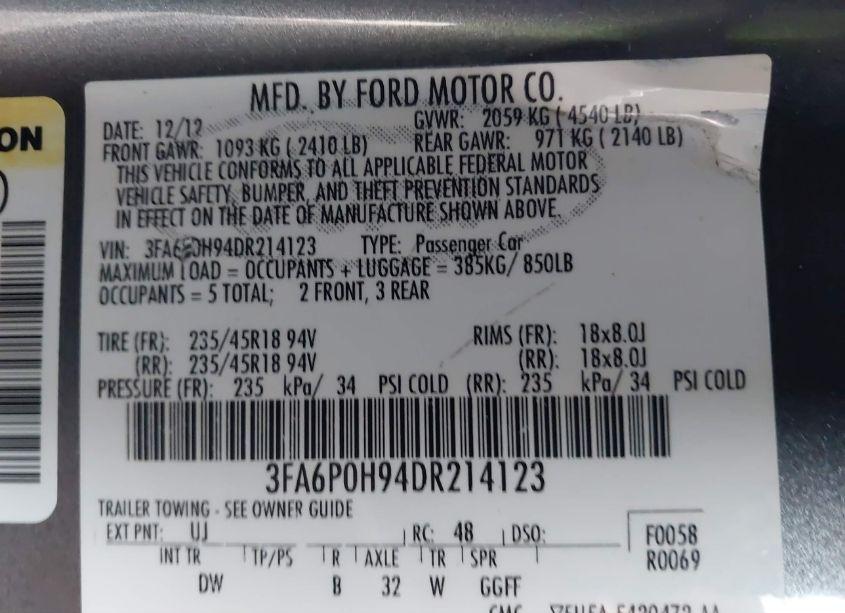 ON
MFD. BY FORD MOTOR CO.
DATE: 12/12 GVWR: 2059 KG ( 4540 LB)
FRONT GAWR: 1093 KG ( 2410 LB) REAR GAWR: 971 KG ( 2140 LB)
THIS VEHICLE CONFORMS TO ALL APPLICABLE FEDERAL MOTOR
VEHICLE SAFETY, BUMPER, AND THEFT PREVENTION STANDARDS
IN EFFECT ON THE DATE OF MANUFACTURE SHOWN ABOVE.
VIN: 3FA6P0H94DR214123 TYPE: Passenger Car
MAXIMUM LOAD = OCCUPANTS + LUGGAGE = 385KG/ 850LB
OCCUPANTS = 5 TOTAL; 2 FRONT, 3 REAR
TIRE (FR): 235/45R18 94V RIMS (FR): 18x8.0J
(RR): 235/45R18 94V (RR): 18x8.0J
PRESSURE (FR): 235 kPa/ 34 PSI COLD (RR): 235 kPa/ 34 PSI COLD
3FA6P0H94DR214123
TRAILER TOWING - SEE OWNER GUIDE
EXT PNT: UJ RC: 48 DSO: F0058
INT TR TP/PS R AXLE TR SPR R0069
DW B 32 W GGFF